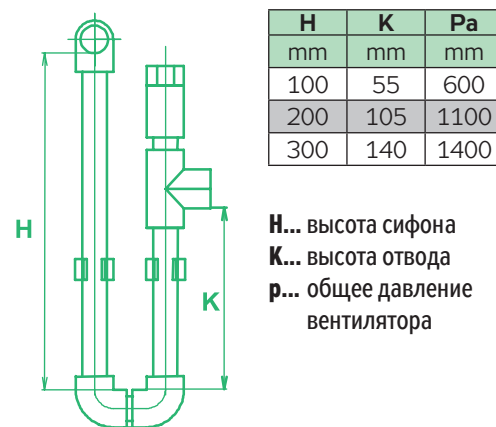 H K Pa
mm mm mm
100 55 600
200 105 1100
300 140 1400
H
K
H... высота сифона
K... высота отвода
p... общее давление
вентилятора